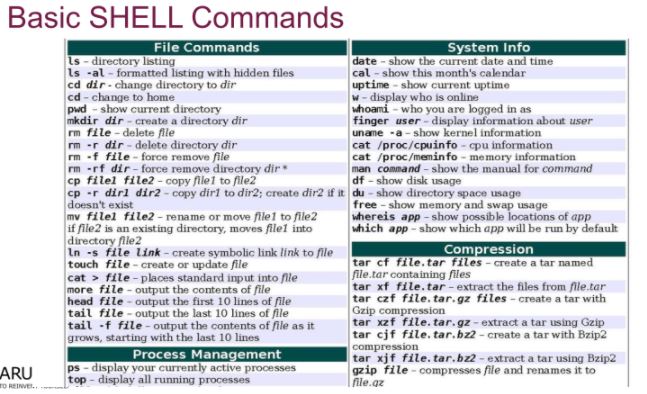 Basic SHELL Commands
File Commands
ls – directory listing
ls -al – formatted listing with hidden files
cd dir - change directory to dir
cd – change to home
pwd – show current directory
mkdir dir – create a directory dir
rm file – delete file
rm -r dir – delete directory dir
rm -f file – force remove file
rm -rf dir – force remove directory dir *
cp file1 file2 – copy file1 to file2
cp -r dir1 dir2 – copy dir1 to dir2; create dir2 if it
doesn't exist
mv file1 file2 – rename or move file1 to file2
if file2 is an existing directory, moves file1 into
directory file2
ln -s file link – create symbolic link link to file
touch file – create or update file
cat > file – places standard input into file
more file – output the contents of file
head file – output the first 10 lines of file
tail file – output the last 10 lines of file
tail -f file – output the contents of file as it
grows, starting with the last 10 lines
Process Management
ps – display your currently active processes
top – display all running processes
System Info
date – show the current date and time
cal – show this month's calendar
uptime – show current uptime
w – display who is online
whoami – who you are logged in as
finger user – display information about user
uname -a – show kernel information
cat /proc/cpuinfo – cpu information
cat /proc/meminfo – memory information
man command – show the manual for command
df – show disk usage
du – show directory space usage
free – show memory and swap usage
whereis app – show possible locations of app
which app – show which app will be run by default
Compression
tar cf file.tar files – create a tar named
file.tar containing files
tar xf file.tar – extract the files from file.tar
tar czf file.tar.gz files – create a tar with
Gzip compression
tar xzf file.tar.gz – extract a tar using Gzip
tar cjf file.tar.bz2 – create a tar with Bzip2
compression
tar xjf file.tar.bz2 – extract a tar using Bzip2
gzip file – compresses file and renames it to
file.gz
ARU